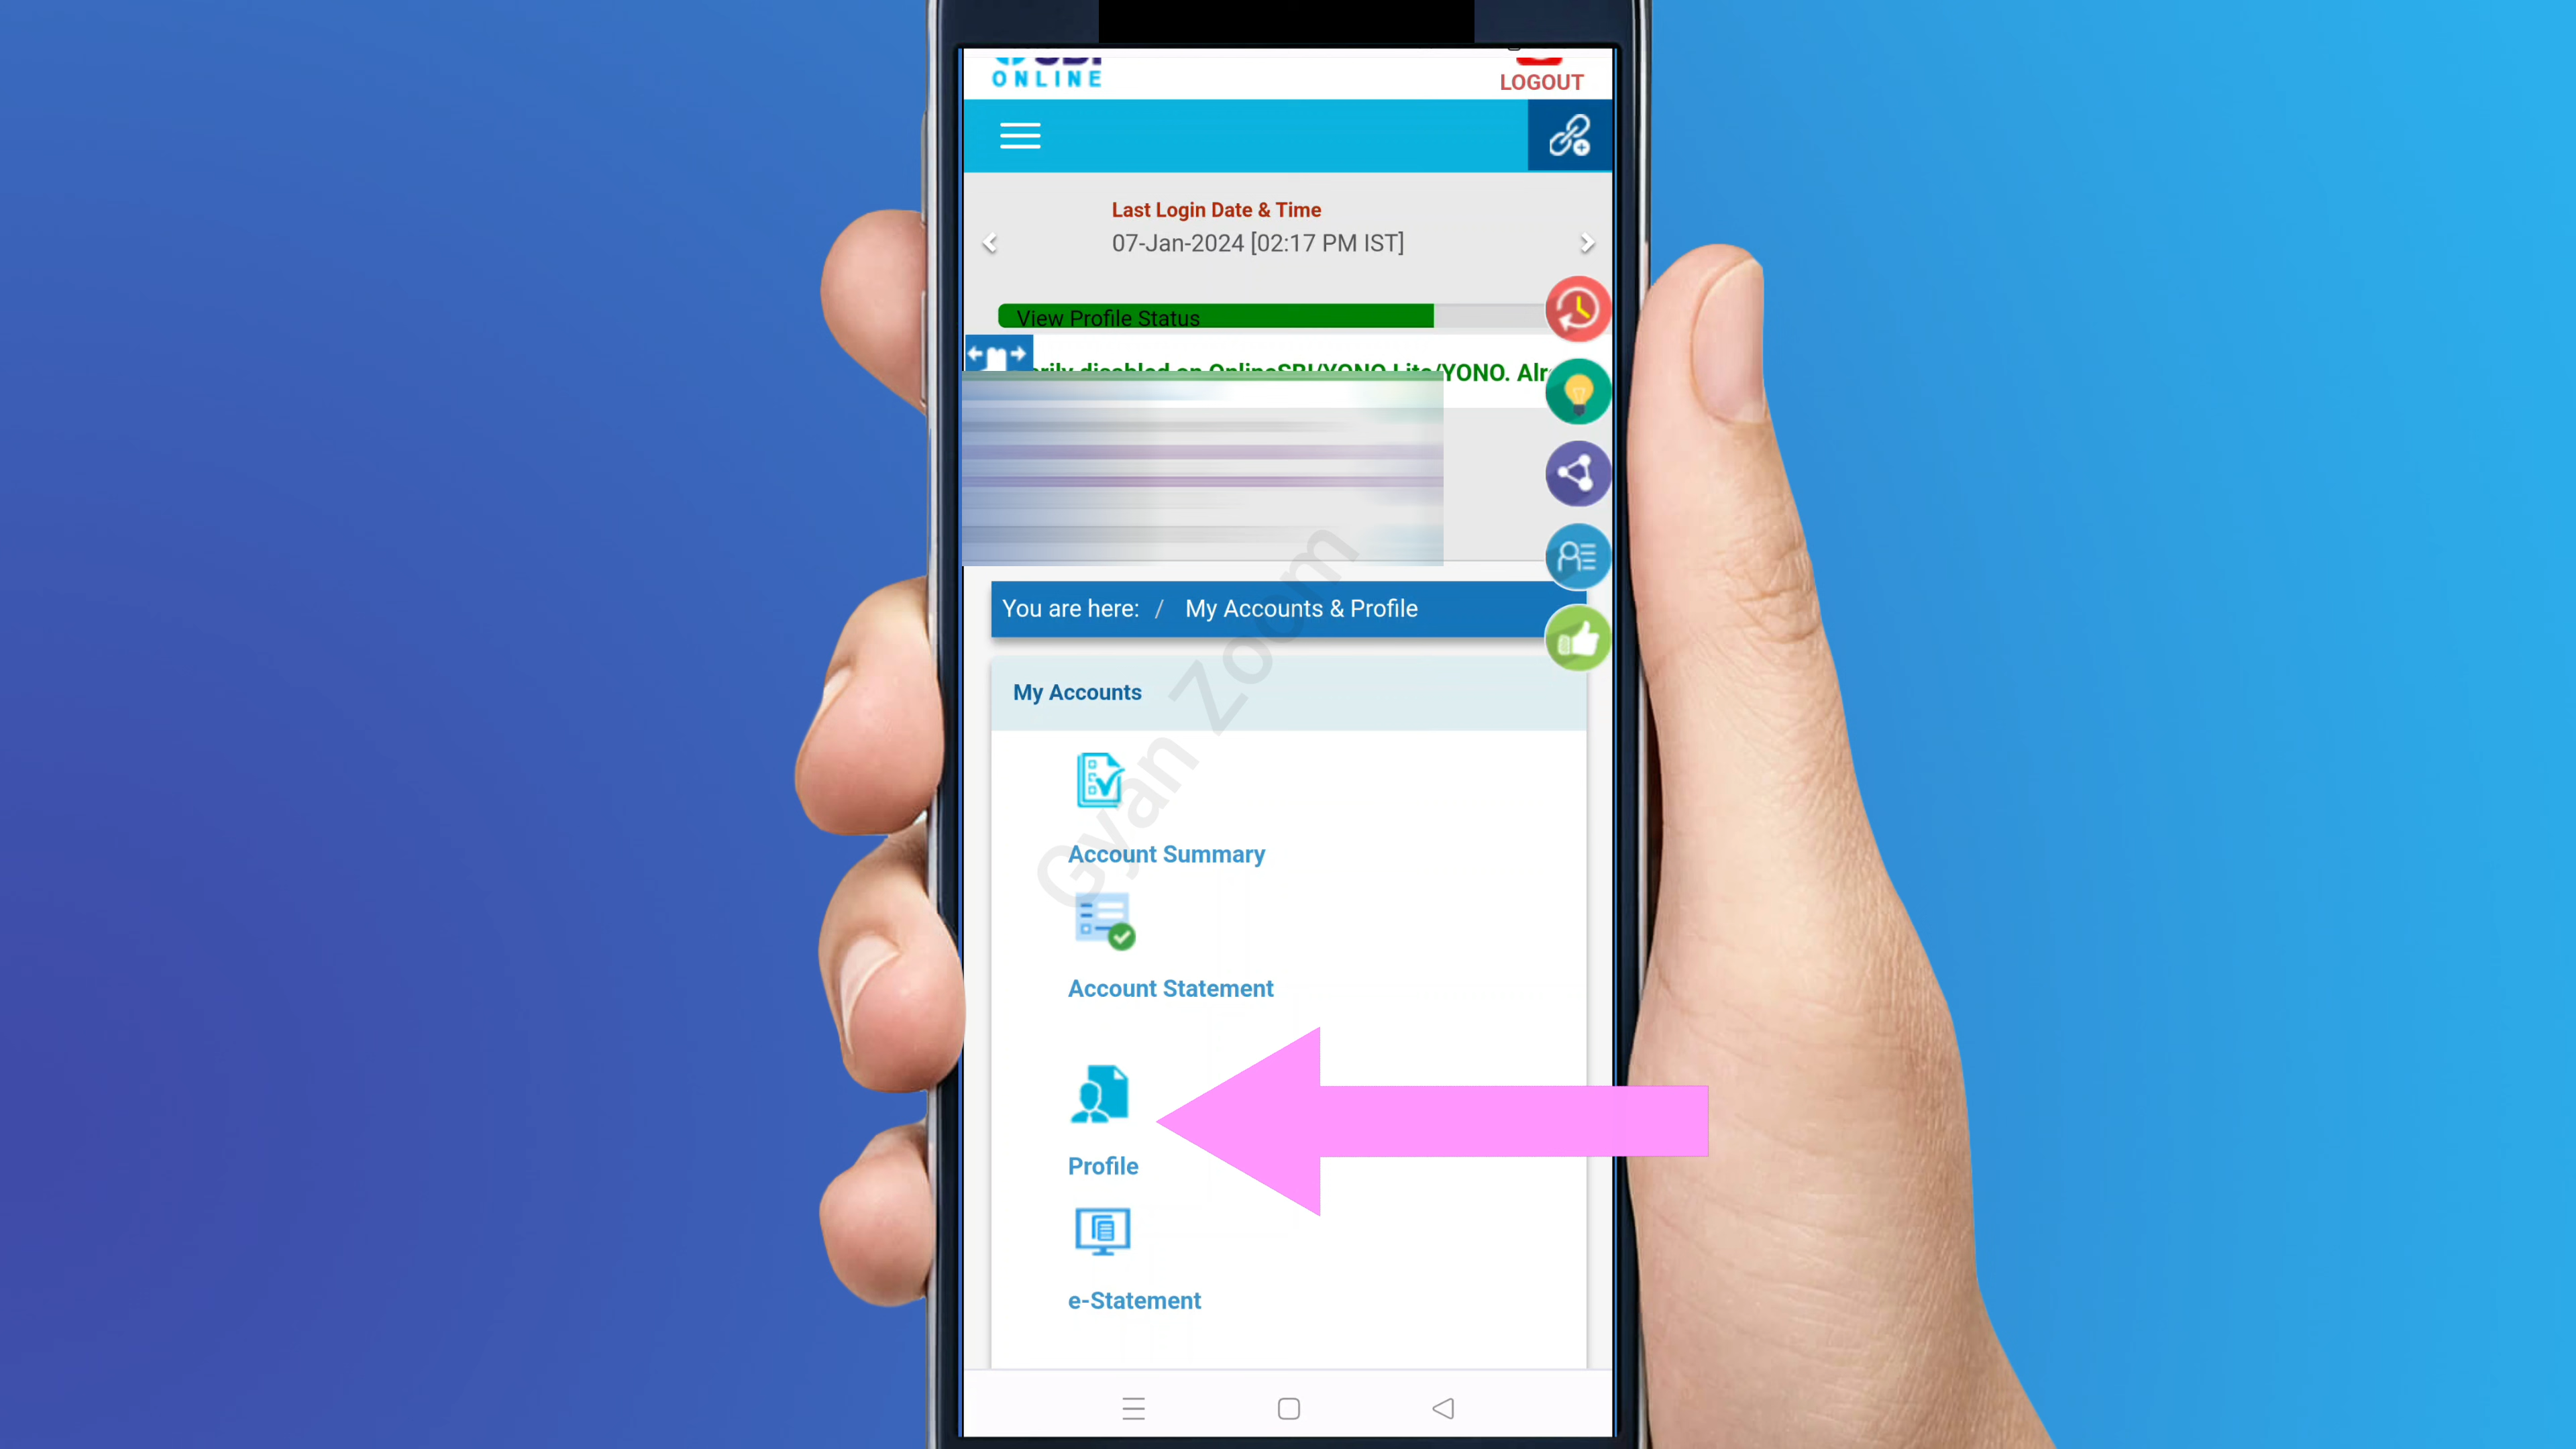 ONLINE
LOGOUT
Last Login Date & Time
07-Jan-2024 [02:17 PM IST]
View Profile Status
disabled on OnlineSBI/YONO Lite/YONO. Alr
You are here: / My Accounts & Profile
My Accounts
Account Summary
Account Statement
Profile
e-Statement
Gyan Zoom